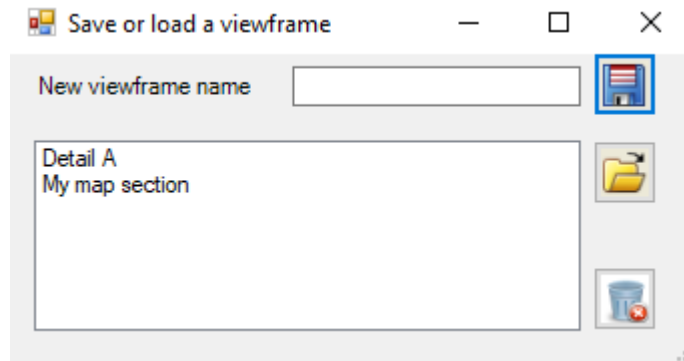 Save or load a viewframe
New viewframe name
Detail A
My map section